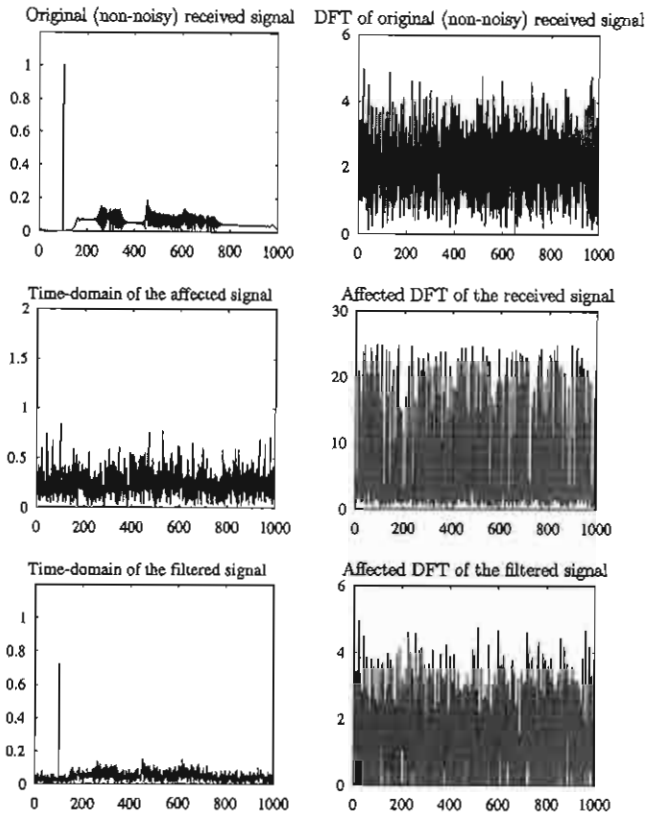 Original (non-noisy) received signal
DFT of original (non-noisy) received signal
1
0.8
0.6
0.4
0.2
0
0 200 400 600 800 1000
6
4
2
0
0 200 400 600 800 1000
Time-domain of the affected signal
Affected DFT of the received signal
2
1.5
1
0.5
0
0 200 400 600 800 1000
30
20
10
0
0 200 400 600 800 1000
Time-domain of the filtered signal
Affected DFT of the filtered signal
1
0.8
0.6
0.4
0.2
0
0 200 400 600 800 1000
6
4
2
0
0 200 400 600 800 1000